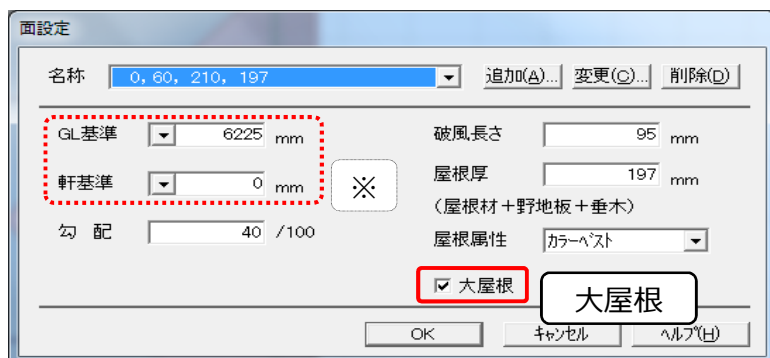 面設定
名称 0, 60, 210, 197 追加(A)... 変更(C)... 削除(D)
GL基準 6225 mm 破風長さ 95 mm
軒基準 0 mm ※ 屋根厚 197 mm
(屋根材+野地板+垂木)
勾 配 40 /100 屋根属性 カラーベスト
大屋根 大屋根
OK キャンセル ヘルプ(H)